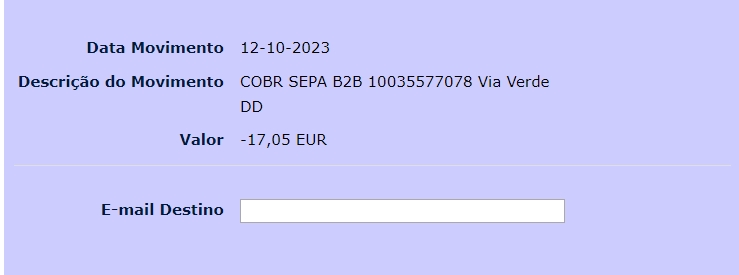 Data Movimento 12-10-2023
Descrição do Movimento COBR SEPA B2B 10035577078 Via Verde
DD
Valor -17,05 EUR
E-mail Destino